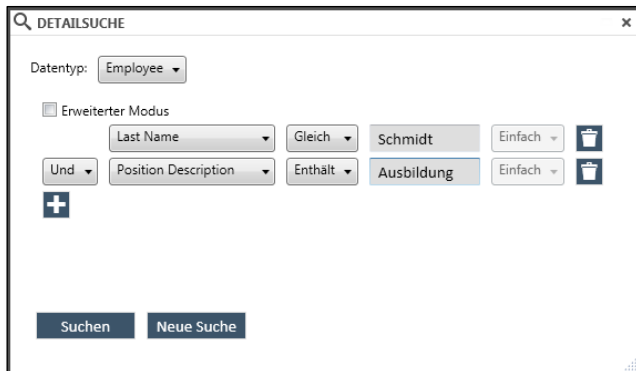 DETAILSUCHE
Datentyp: Employee
Erweiterter Modus
Last Name Gleich Schmidt Einfach
Und Position Description Enthält Ausbildung Einfach
Suchen Neue Suche